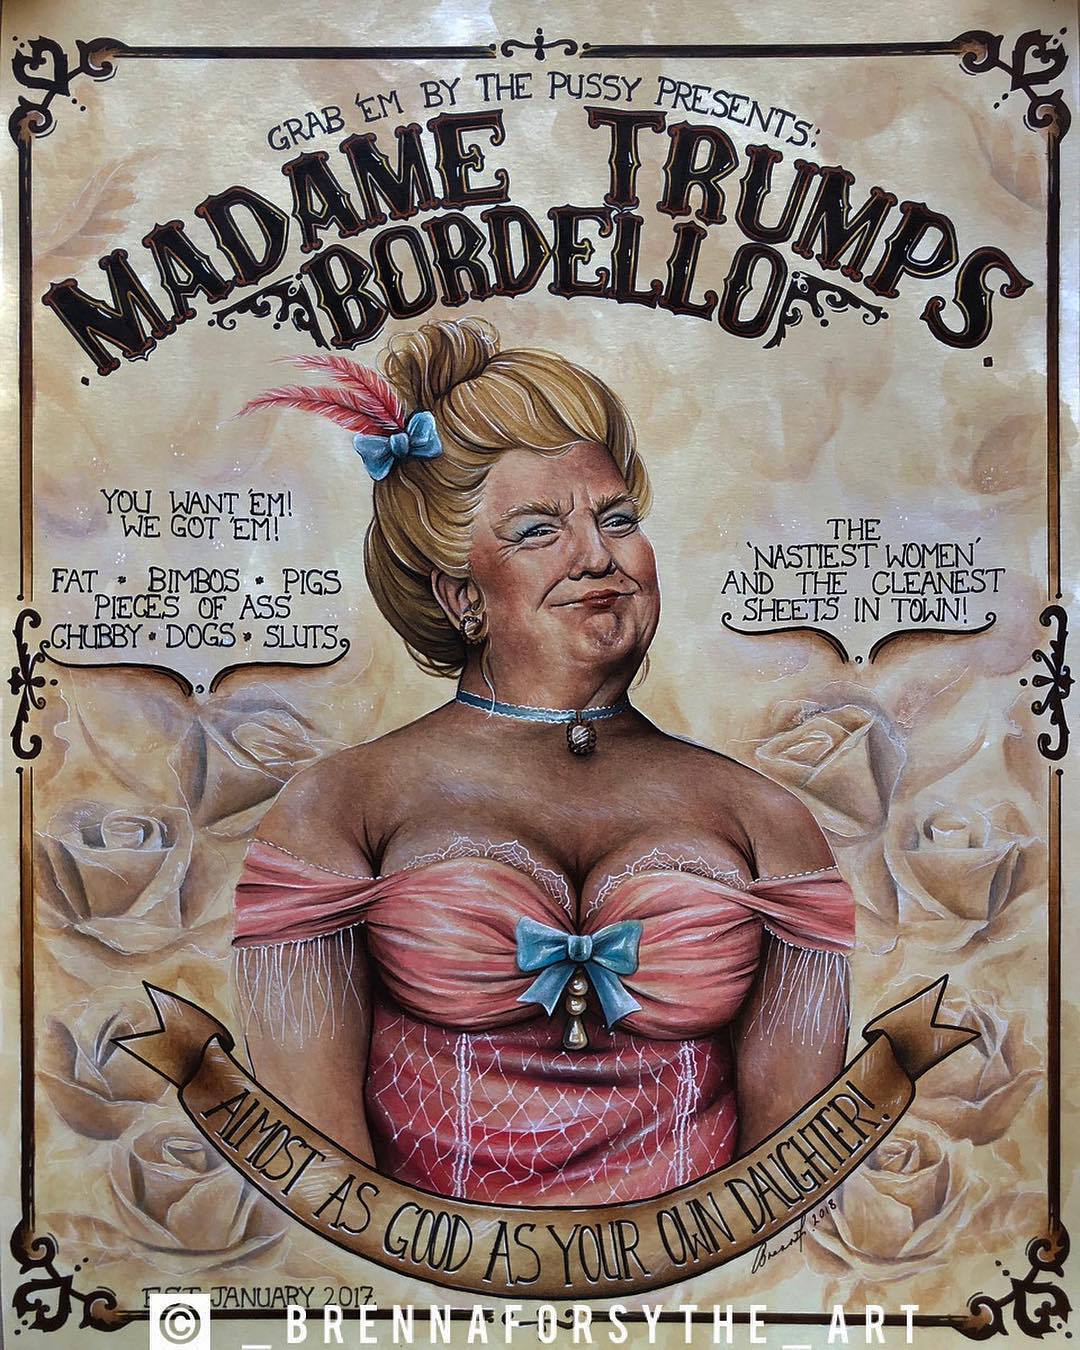 GRAB 'EM BY THE PUSSY PRESENTS:
MADAME TRUMPS
BORDELLO
YOU WANT 'EM!
WE GOT 'EM!
FAT • BIMBOS • PIGS
PIECES OF ASS
CHUBBY • DOGS • SLUTS
THE
'NASTIEST WOMEN'
AND THE CLEANEST
SHEETS IN TOWN!
ALMOST AS GOOD AS YOUR OWN DAUGHTER!
2018
EST. JANUARY 2017.
© _BRENNAFORSYTHE_ART